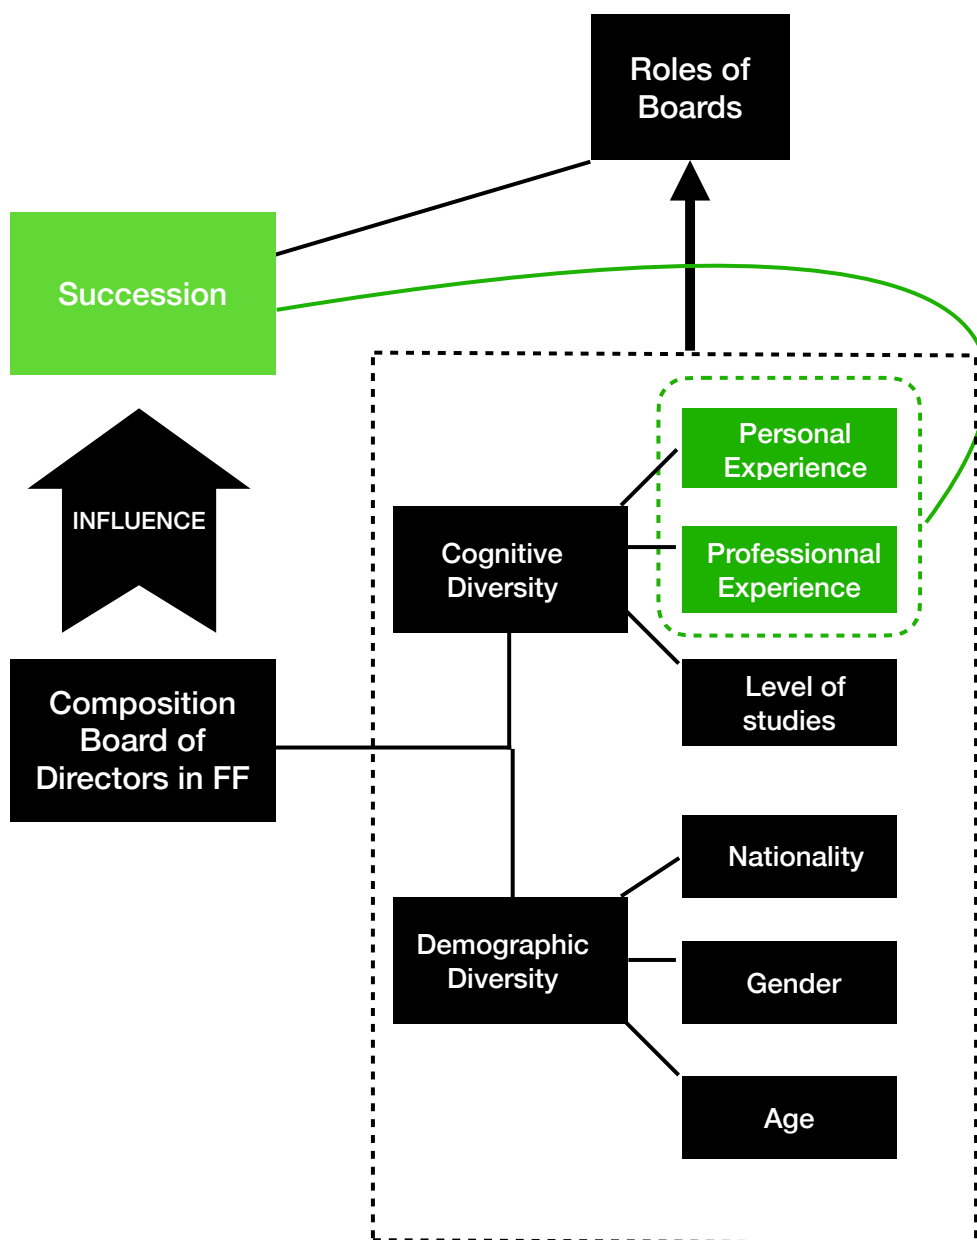 Roles of
Boards
Succession
INFLUENCE
Composition
Board of
Directors in FF
Cognitive
Diversity
Personal
Experience
Professionnal
Experience
Level of
studies
Demographic
Diversity
Nationality
Gender
Age